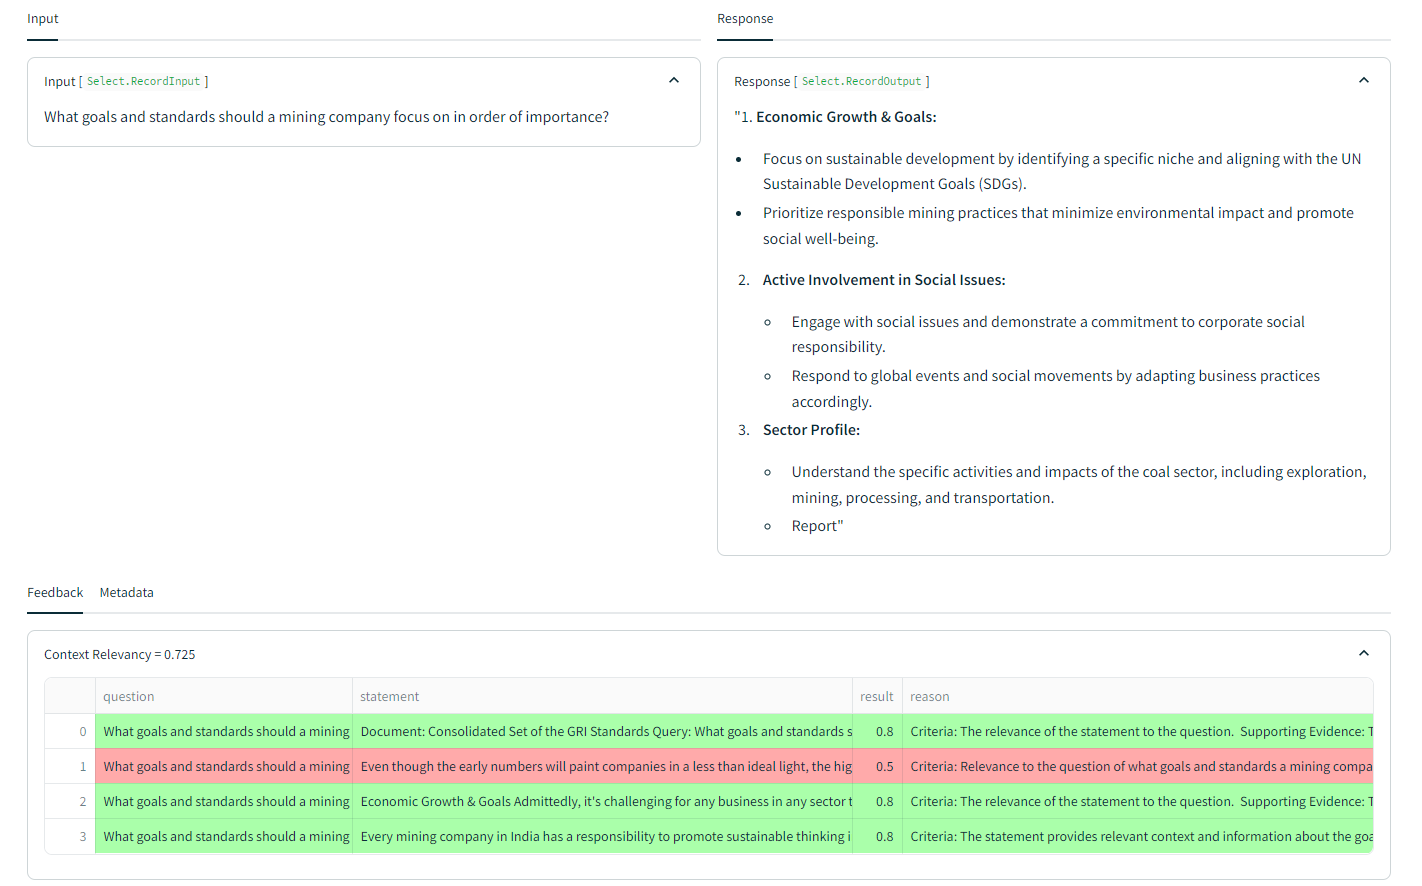 Input
Input [ Select.RecordInput ]
What goals and standards should a mining company focus on in order of importance?
Response
Response [ Select.RecordOutput ]
"1. Economic Growth & Goals:
• Focus on sustainable development by identifying a specific niche and aligning with the UN
Sustainable Development Goals (SDGs).
• Prioritize responsible mining practices that minimize environmental impact and promote
social well-being.
2. Active Involvement in Social Issues:
Engage with social issues and demonstrate a commitment to corporate social
responsibility.
Respond to global events and social movements by adapting business practices
accordingly.
3. Sector Profile:
Understand the specific activities and impacts of the coal sector, including exploration,
mining, processing, and transportation.
Report"
Feedback Metadata
Context Relevancy = 0.725
question statement result reason
0 What goals and standards should a mining Document: Consolidated Set of the GRI Standards Query: What goals and standards s 0.8 Criteria: The relevance of the statement to the question. Supporting Evidence: T
1 What goals and standards should a mining Even though the early numbers will paint companies in a less than ideal light, the hig 0.5 Criteria: Relevance to the question of what goals and standards a mining compa
2 What goals and standards should a mining Economic Growth & Goals Admittedly, it's challenging for any business in any sector t 0.8 Criteria: The relevance of the statement to the question. Supporting Evidence: T
3 What goals and standards should a mining Every mining company in India has a responsibility to promote sustainable thinking i 0.8 Criteria: The statement provides relevant context and information about the goa